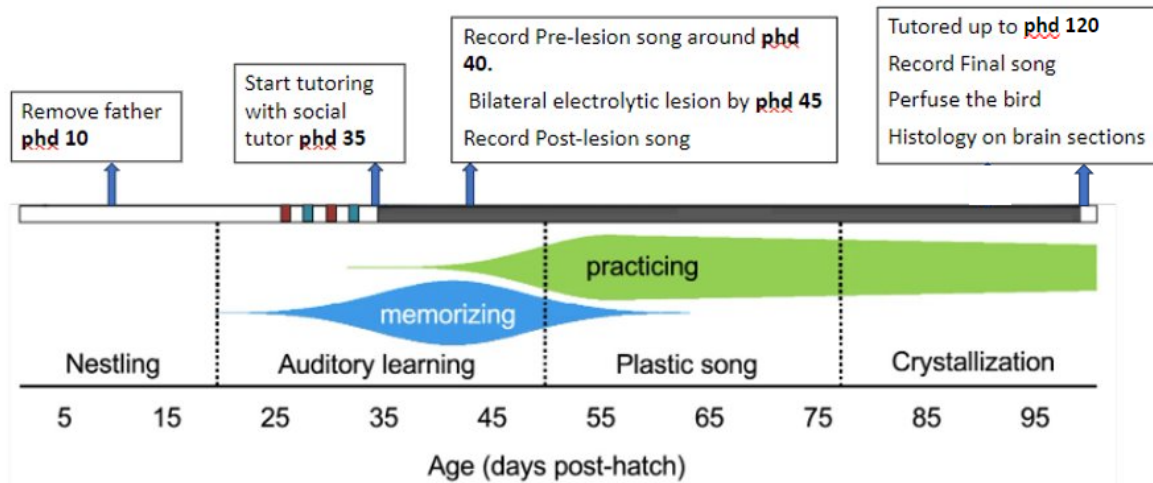 Remove father
phd 10
Start tutoring
with social
tutor phd 35
Record Pre-lesion song around phd
40.
Bilateral electrolytic lesion by phd 45
Record Post-lesion song
Tutored up to phd 120
Record Final song
Perfuse the bird
Histology on brain sections
practicing
memorizing
Nestling Auditory learning Plastic song Crystallization
5 15 25 35 45 55 65 75 85 95
Age (days post-hatch)